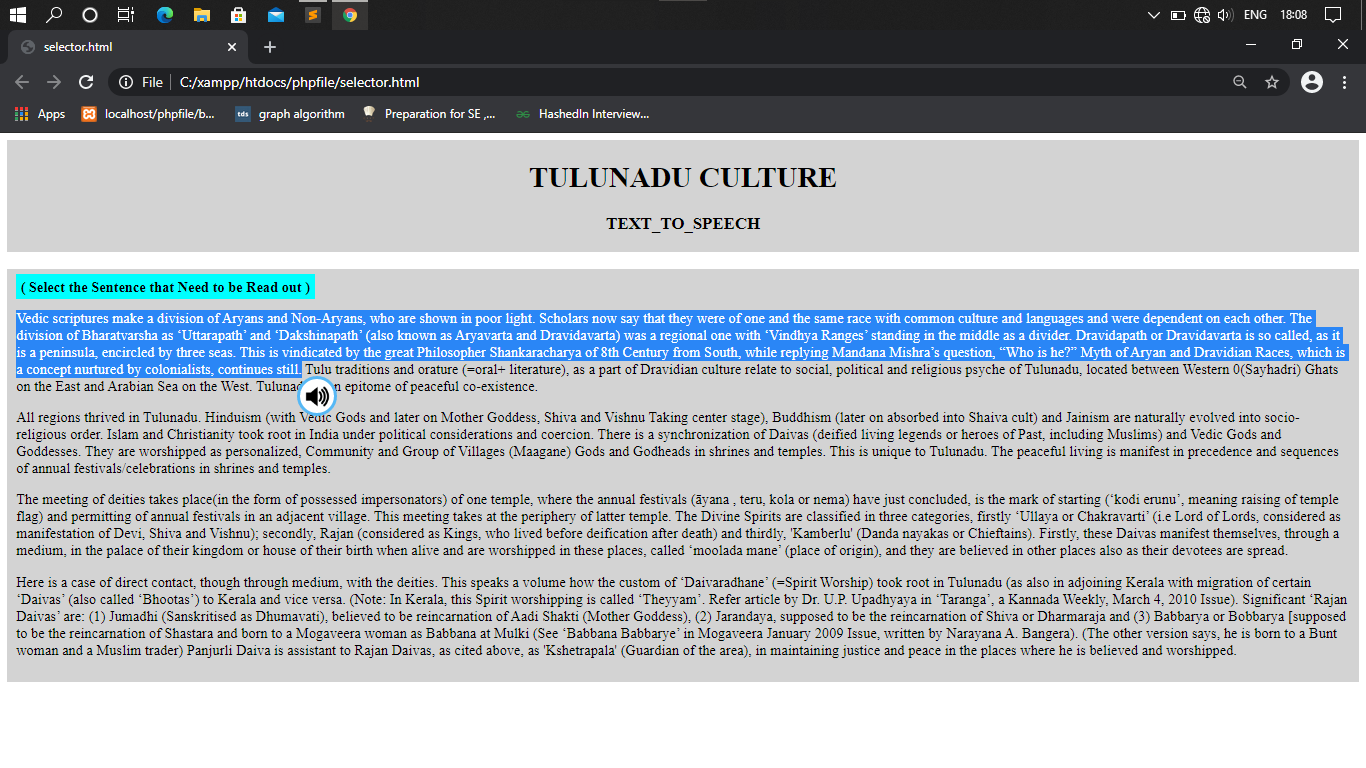 ENG 18:08
selector.html
File C:/xampp/htdocs/phpfile/selector.html
Apps localhost/phpfile/b... tds graph algorithm Preparation for SE ,... HashedIn Interview...
TULUNADU CULTURE
TEXT_TO_SPEECH
( Select the Sentence that Need to be Read out )
Vedic scriptures make a division of Aryans and Non-Aryans, who are shown in poor light. Scholars now say that they were of one and the same race with common culture and languages and were dependent on each other. The
division of Bharatvarsha as ‘Uttarapath’ and ‘Dakshinapath’ (also known as Aryavarta and Dravidavarta) was a regional one with ‘Vindhya Ranges’ standing in the middle as a divider. Dravidapath or Dravidavarta is so called, as it
is a peninsula, encircled by three seas. This is vindicated by the great Philosopher Shankaracharya of 8th Century from South, while replying Mandana Mishra’s question, “Who is he?” Myth of Aryan and Dravidian Races, which is
a concept nurtured by colonialists, continues still. Tulu traditions and orature (=oral+ literature), as a part of Dravidian culture relate to social, political and religious psyche of Tulunadu, located between Western 0(Sayhadri) Ghats
on the East and Arabian Sea on the West. Tulunad epitome of peaceful co-existence.
All regions thrived in Tulunadu. Hinduism (with Vedic Gods and later on Mother Goddess, Shiva and Vishnu Taking center stage), Buddhism (later on absorbed into Shaiva cult) and Jainism are naturally evolved into socio-
religious order. Islam and Christianity took root in India under political considerations and coercion. There is a synchronization of Daivas (deified living legends or heroes of Past, including Muslims) and Vedic Gods and
Goddesses. They are worshipped as personalized, Community and Group of Villages (Maagane) Gods and Godheads in shrines and temples. This is unique to Tulunadu. The peaceful living is manifest in precedence and sequences
of annual festivals/celebrations in shrines and temples.
The meeting of deities takes place(in the form of possessed impersonators) of one temple, where the annual festivals (āyana , teru, kola or nema) have just concluded, is the mark of starting (‘kodi erunu’, meaning raising of temple
flag) and permitting of annual festivals in an adjacent village. This meeting takes at the periphery of latter temple. The Divine Spirits are classified in three categories, firstly ‘Ullaya or Chakravarti’ (i.e Lord of Lords, considered as
manifestation of Devi, Shiva and Vishnu); secondly, Rajan (considered as Kings, who lived before deification after death) and thirdly, 'Kamberlu' (Danda nayakas or Chieftains). Firstly, these Daivas manifest themselves, through a
medium, in the palace of their kingdom or house of their birth when alive and are worshipped in these places, called ‘moolada mane’ (place of origin), and they are believed in other places also as their devotees are spread.
Here is a case of direct contact, though through medium, with the deities. This speaks a volume how the custom of ‘Daivaradhane’ (=Spirit Worship) took root in Tulunadu (as also in adjoining Kerala with migration of certain
‘Daivas’ (also called ‘Bhootas’) to Kerala and vice versa. (Note: In Kerala, this Spirit worshipping is called ‘Theyyam’. Refer article by Dr. U.P. Upadhyaya in ‘Taranga’, a Kannada Weekly, March 4, 2010 Issue). Significant ‘Rajan
Daivas’ are: (1) Jumadhi (Sanskritised as Dhumavati), believed to be reincarnation of Aadi Shakti (Mother Goddess), (2) Jarandaya, supposed to be the reincarnation of Shiva or Dharmaraja and (3) Babbarya or Bobbarya [supposed
to be the reincarnation of Shastara and born to a Mogaveera woman as Babbana at Mulki (See ‘Babbana Babbarye’ in Mogaveera January 2009 Issue, written by Narayana A. Bangera). (The other version says, he is born to a Bunt
woman and a Muslim trader) Panjurli Daiva is assistant to Rajan Daivas, as cited above, as 'Kshetrapala' (Guardian of the area), in maintaining justice and peace in the places where he is believed and worshipped.